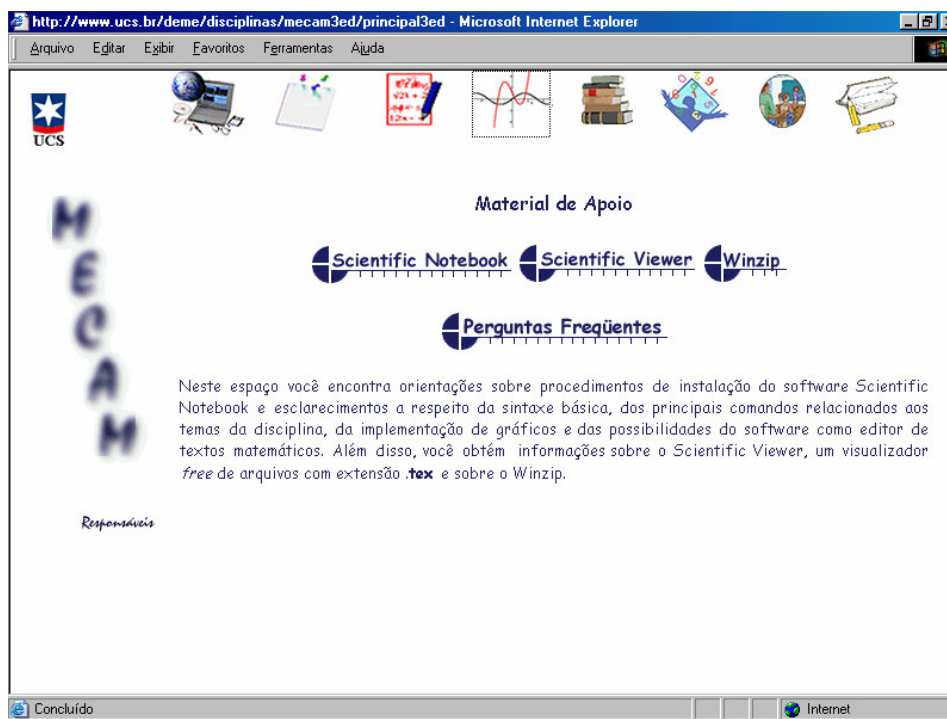 http://www.ucs.br/deme/disciplinas/mecam3ed/principal3ed - Microsoft Internet Explorer
Arquivo Editar Exibir Favoritos Ferramentas Ajuda
UCS
MECAM
Material de Apoio
Scientific Notebook Scientific Viewer Winzip
Perguntas Freqüentes
Neste espaço você encontra orientações sobre procedimentos de instalação do software Scientific
Notebook e esclarecimentos a respeito da sintaxe básica, dos principais comandos relacionados aos
temas da disciplina, da implementação de gráficos e das possibilidades do software como editor de
textos matemáticos. Além disso, você obtém informações sobre o Scientific Viewer, um visualizador
free de arquivos com extensão .tex e sobre o Winzip.
Responsáveis
Concluído Internet